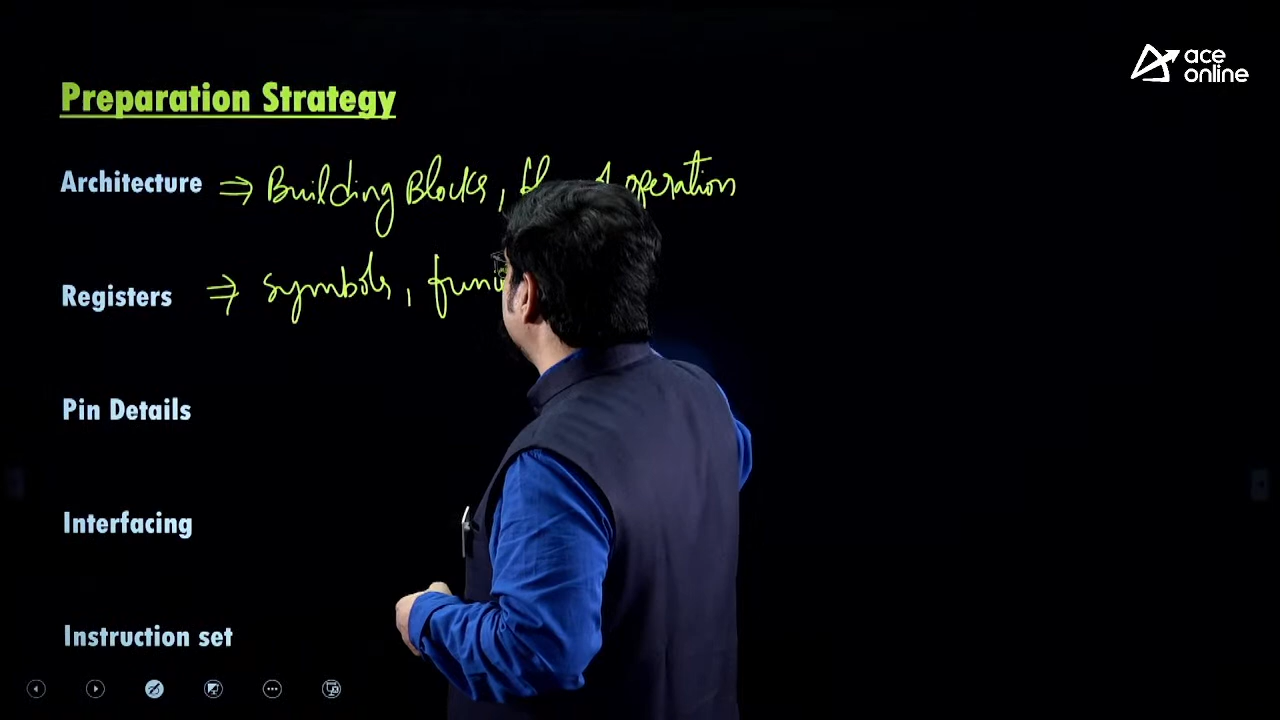 ace
online
Preparation Strategy
Architecture ⇒ Building Blocks, operation
Registers ⇒ symbols,
Pin Details
Interfacing
Instruction set